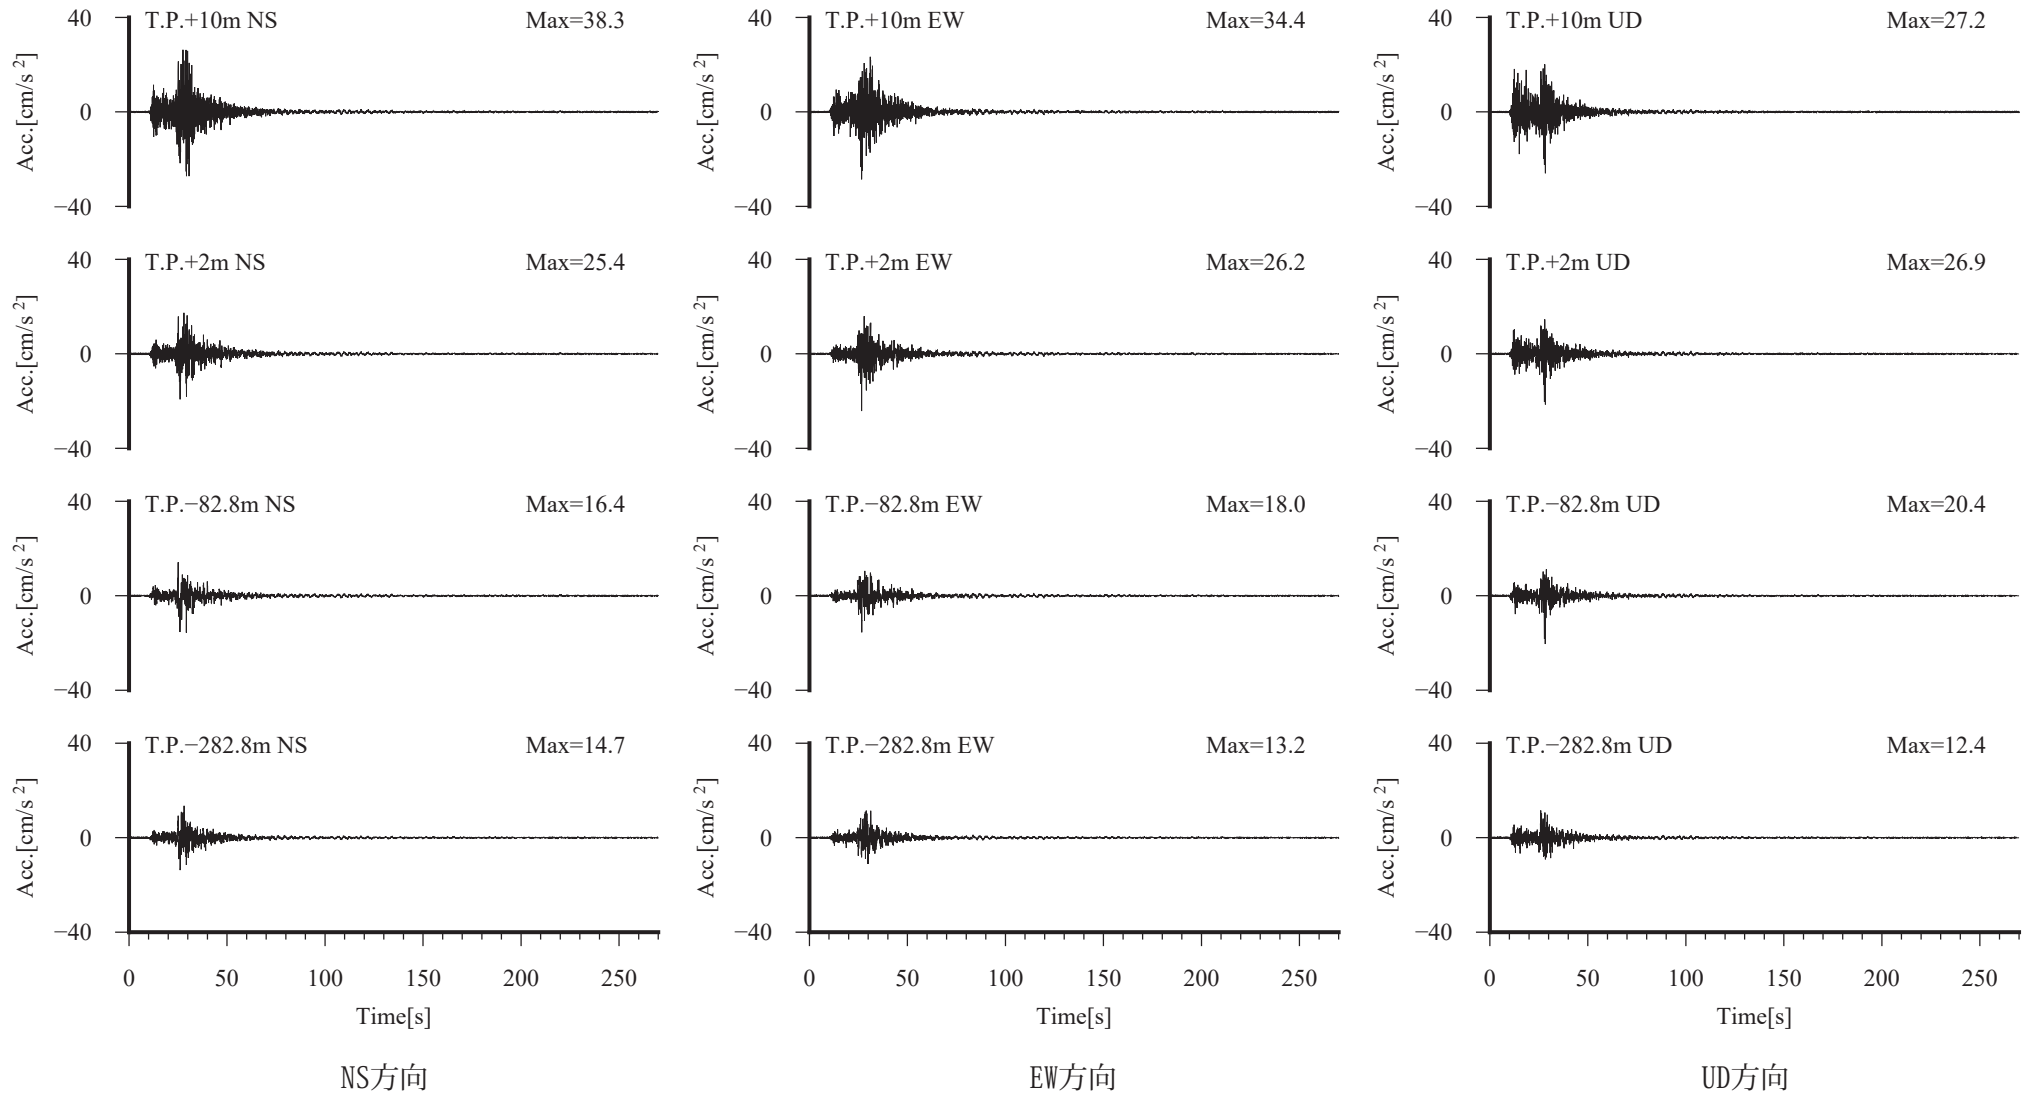 40
T.P.+10m NS
Max=38.3
Acc.[cm/s ²]
0
−40
40
T.P.+10m EW
Max=34.4
Acc.[cm/s ²]
0
−40
40
T.P.+10m UD
Max=27.2
Acc.[cm/s ²]
0
−40
40
T.P.+2m NS
Max=25.4
Acc.[cm/s ²]
0
−40
40
T.P.+2m EW
Max=26.2
Acc.[cm/s ²]
0
−40
40
T.P.+2m UD
Max=26.9
Acc.[cm/s ²]
0
−40
40
T.P.−82.8m NS
Max=16.4
Acc.[cm/s ²]
0
−40
40
T.P.−82.8m EW
Max=18.0
Acc.[cm/s ²]
0
−40
40
T.P.−82.8m UD
Max=20.4
Acc.[cm/s ²]
0
−40
40
T.P.−282.8m NS
Max=14.7
Acc.[cm/s ²]
0
−40
0 50 100 150 200 250
Time[s]
NS方向
40
T.P.−282.8m EW
Max=13.2
Acc.[cm/s ²]
0
−40
0 50 100 150 200 250
Time[s]
EW方向
40
T.P.−282.8m UD
Max=12.4
Acc.[cm/s ²]
0
−40
0 50 100 150 200 250
Time[s]
UD方向